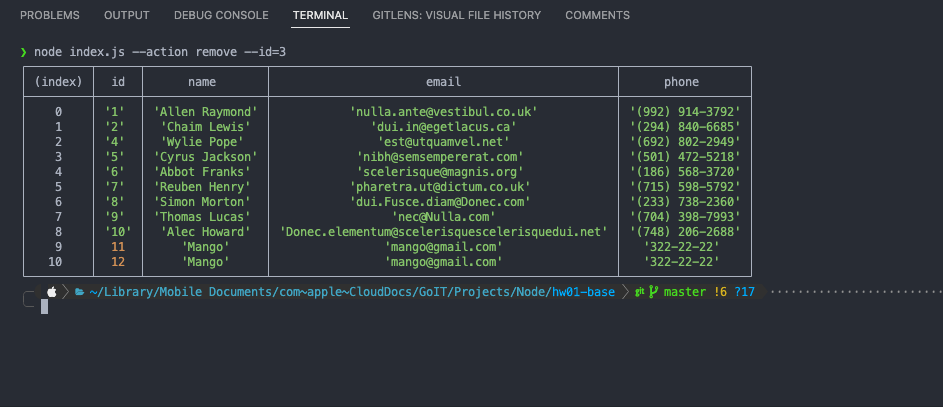 PROBLEMS OUTPUT DEBUG CONSOLE TERMINAL GITLENS: VISUAL FILE HISTORY COMMENTS
❯ node index.js --action remove --id=3
(index) id name email phone
0 '1' 'Allen Raymond' 'nulla.ante@vestibul.co.uk' '(992) 914-3792'
1 '2' 'Chaim Lewis' 'dui.in@egetlacus.ca' '(294) 840-6685'
2 '4' 'Wylie Pope' 'est@utquamvel.net' '(692) 802-2949'
3 '5' 'Cyrus Jackson' 'nibh@semsempererat.com' '(501) 472-5218'
4 '6' 'Abbot Franks' 'scelerisque@magnis.org' '(186) 568-3720'
5 '7' 'Reuben Henry' 'pharetra.ut@dictum.co.uk' '(715) 598-5792'
6 '8' 'Simon Morton' 'dui.Fusce.diam@Donec.com' '(233) 738-2360'
7 '9' 'Thomas Lucas' 'nec@Nulla.com' '(704) 398-7993'
8 '10' 'Alec Howard' 'Donec.elementum@scelerisquescelerisquedui.net' '(748) 206-2688'
9 11 'Mango' 'mango@gmail.com' '322-22-22'
10 12 'Mango' 'mango@gmail.com' '322-22-22'
~/Library/Mobile Documents/com~apple~CloudDocs/GoIT/Projects/Node/hw01-base git master !6 ?17